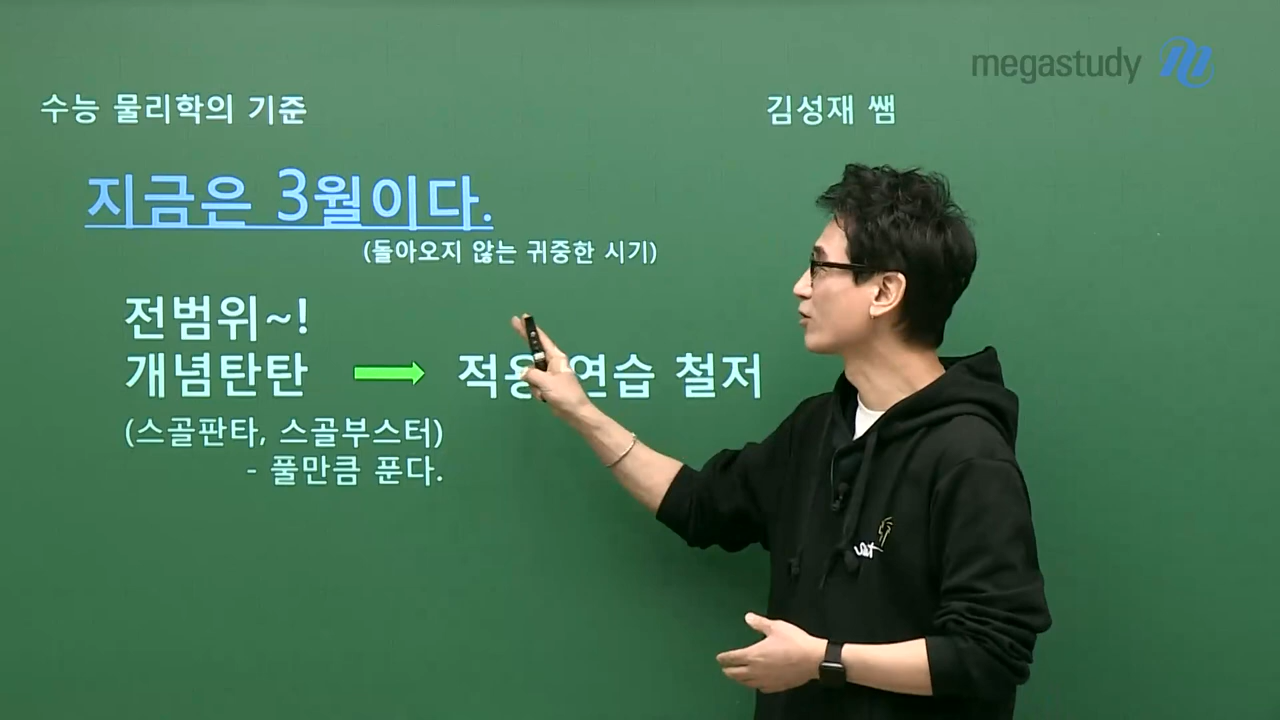 megastudy
수능 물리학의 기준
김성재 쌤
지금은 3월이다.
(돌아오지 않는 귀중한 시기)
전범위~!
개념탄탄
적용 연습 철저
(스골판타, 스골부스터)
- 풀만큼 푼다.